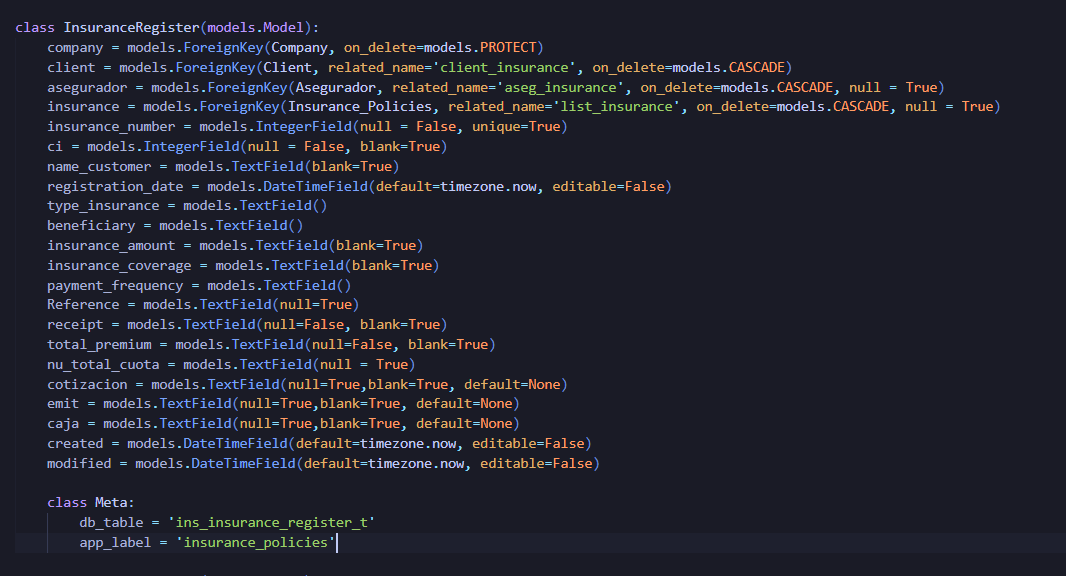 class InsuranceRegister(models.Model):
    company = models.ForeignKey(Company, on_delete=models.PROTECT)
    client = models.ForeignKey(Client, related_name='client_insurance', on_delete=models.CASCADE)
    asegurador = models.ForeignKey(Asegurador, related_name='aseg_insurance', on_delete=models.CASCADE, null = True)
    insurance = models.ForeignKey(Insurance_Policies, related_name='list_insurance', on_delete=models.CASCADE, null = True)
    insurance_number = models.IntegerField(null = False, unique=True)
    ci = models.IntegerField(null = False, blank=True)
    name_customer = models.TextField(blank=True)
    registration_date = models.DateTimeField(default=timezone.now, editable=False)
    type_insurance = models.TextField()
    beneficiary = models.TextField()
    insurance_amount = models.TextField(blank=True)
    insurance_coverage = models.TextField(blank=True)
    payment_frequency = models.TextField()
    Reference = models.TextField(null=True)
    receipt = models.TextField(null=False, blank=True)
    total_premium = models.TextField(null=False, blank=True)
    nu_total_cuota = models.TextField(null = True)
    cotizacion = models.TextField(null=True,blank=True, default=None)
    emit = models.TextField(null=True,blank=True, default=None)
    caja = models.TextField(null=True,blank=True, default=None)
    created = models.DateTimeField(default=timezone.now, editable=False)
    modified = models.DateTimeField(default=timezone.now, editable=False)

    class Meta:
        db_table = 'ins_insurance_register_t'
        app_label = 'insurance_policies'